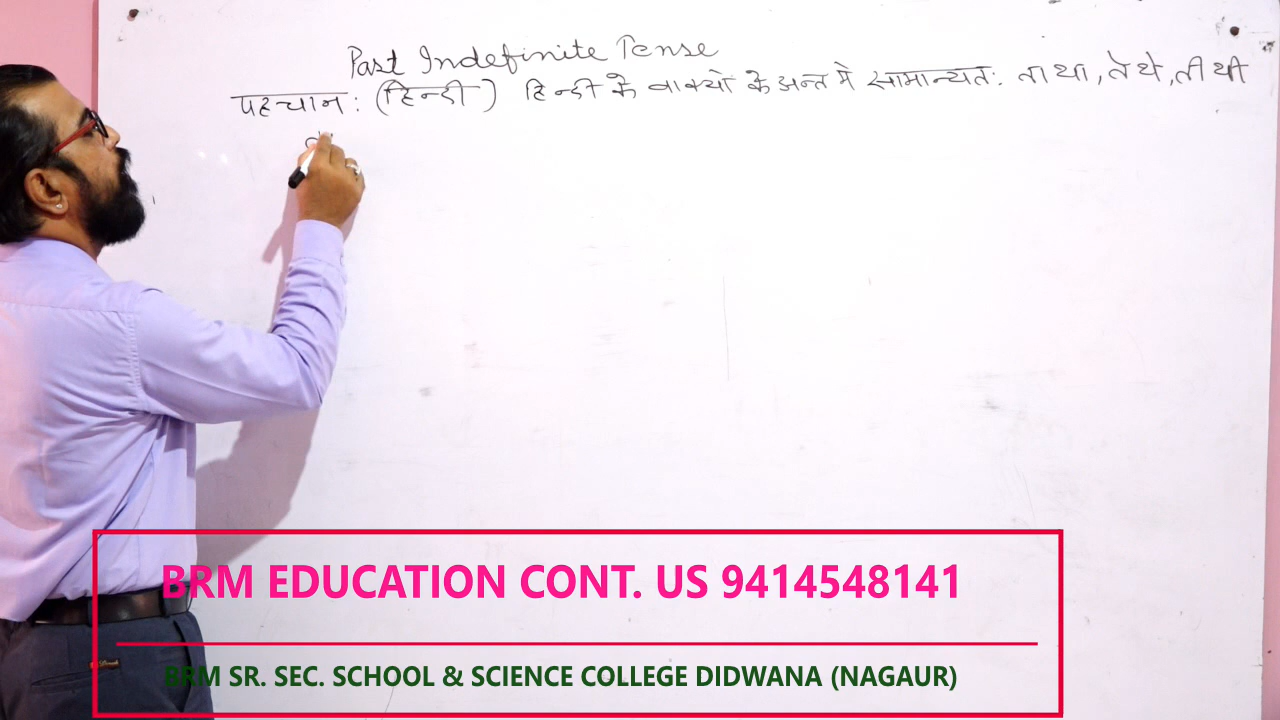 Past Indefinite Tense
पहचान : (हिन्दी) हिन्दी के वाक्यों के अन्त मे सामान्यत: ता था, ते थे, ती थी
BRM EDUCATION CONT. US 9414548141
BRM SR. SEC. SCHOOL & SCIENCE COLLEGE DIDWANA (NAGAUR)